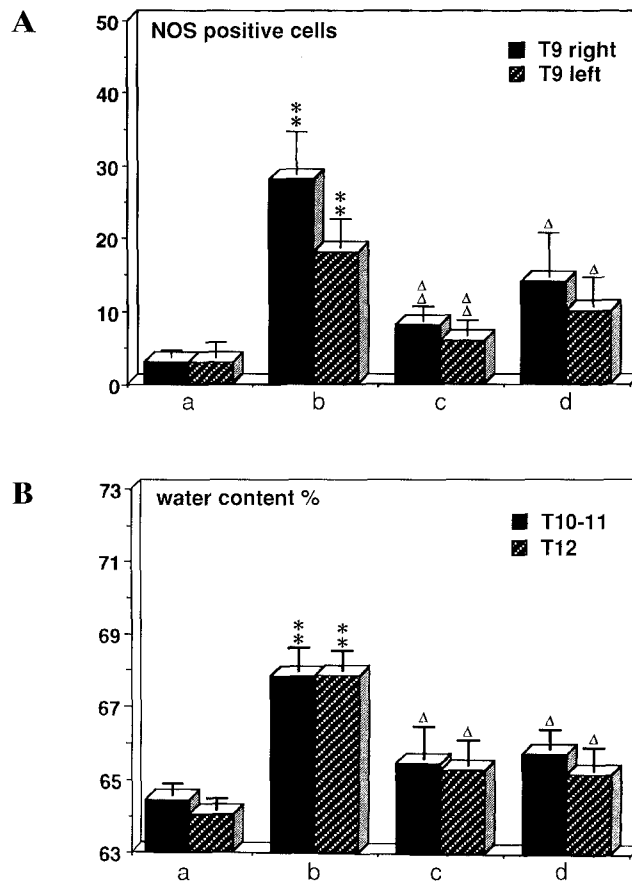 A
NOS positive cells
T9 right
T9 left
50
40
30
20
10
0
**
**
Δ Δ
Δ Δ
Δ
Δ
a b c d
B
water content %
T10-11
T12
73
71
69
67
65
63
**
**
Δ
Δ
Δ
Δ
a b c d